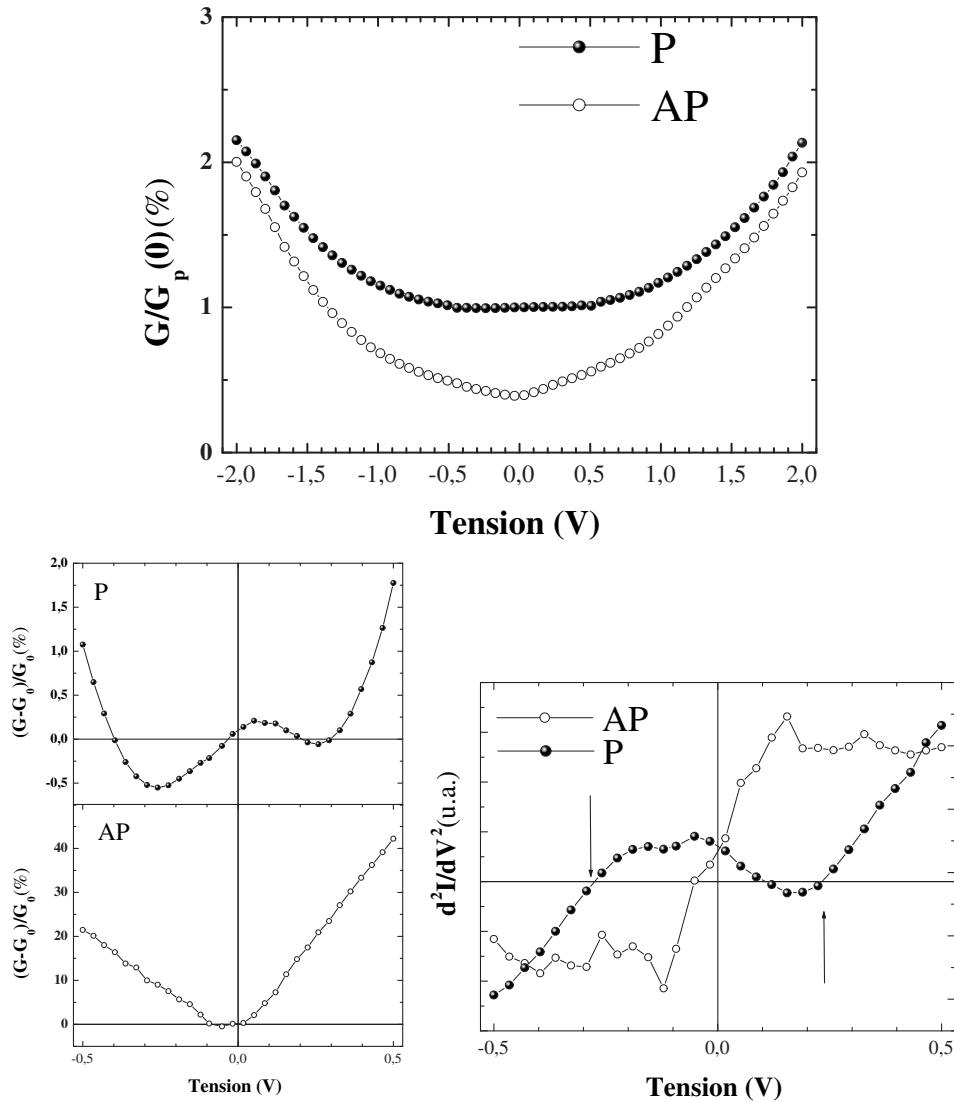 3
P
AP
2
1
0
G/G_p(0)(%)
-2,0 -1,5 -1,0 -0,5 0,0 0,5 1,0 1,5 2,0
Tension (V)
2,0
1,5
1,0
0,5
0,0
-0,5
P
(G-G_0)/G_0(%)
40
30
20
10
0
AP
(G-G_0)/G_0(%)
-0,5 0,0 0,5
Tension (V)
AP
P
d²I/dV²(u.a.)
-0,5 0,0 0,5
Tension (V)